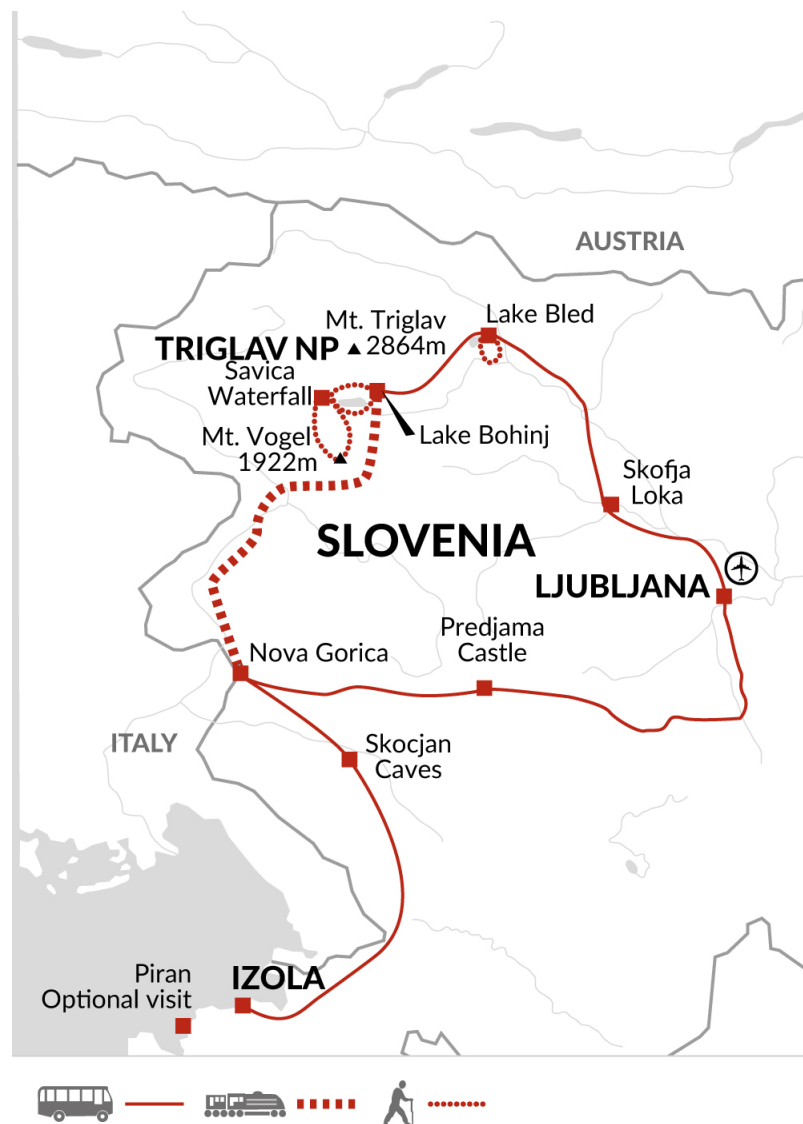 AUSTRIA
Lake Bled
Mt. Triglav
2864m
TRIGLAV NP
Savica
Waterfall
Lake Bohinj
Mt. Vogel
1922m
Skofja
Loka
SLOVENIA
LJUBLJANA
Predjama
Castle
Nova Gorica
ITALY
Skocjan
Caves
Piran
Optional visit
IZOLA